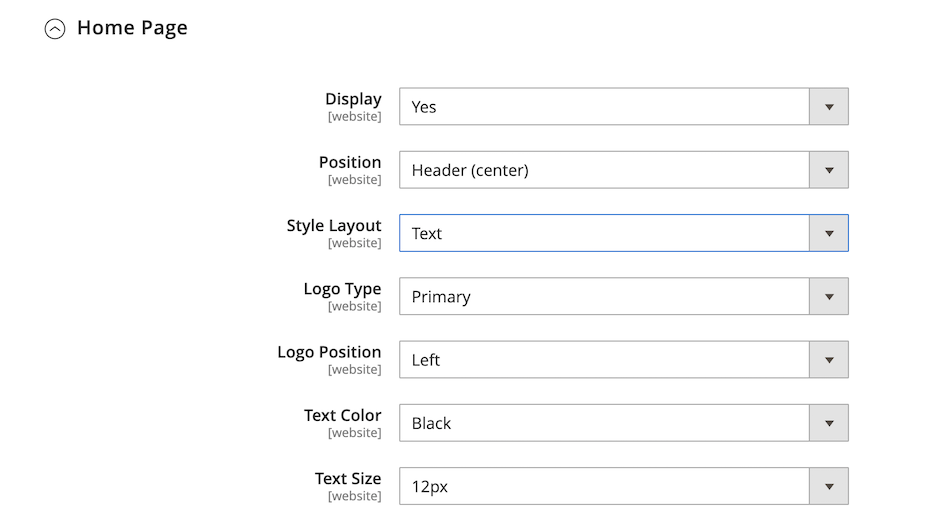 Home Page
Display
[website]
Yes
Position
[website]
Header (center)
Style Layout
[website]
Text
Logo Type
[website]
Primary
Logo Position
[website]
Left
Text Color
[website]
Black
Text Size
[website]
12px